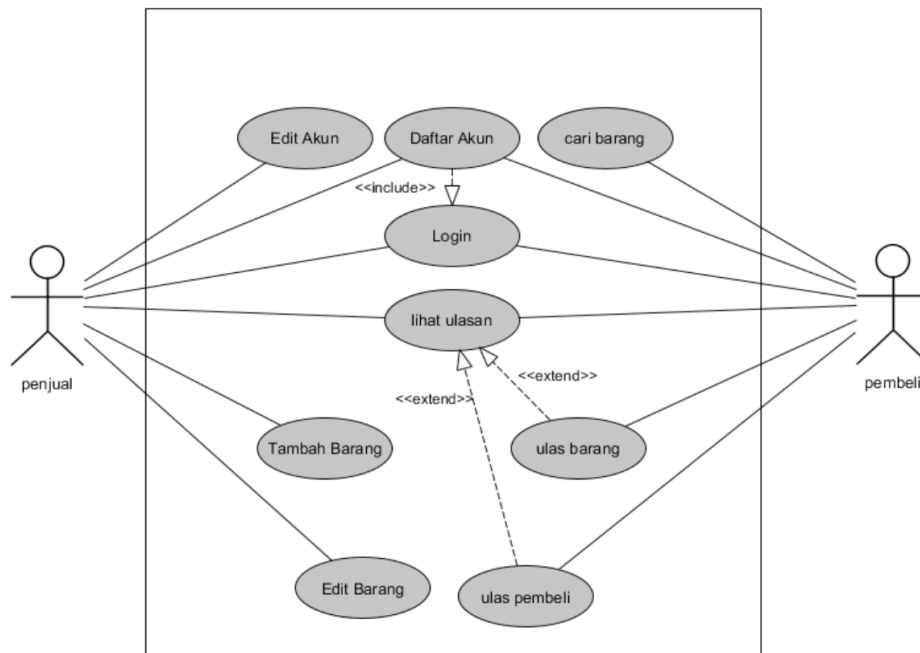 Edit Akun
Daftar Akun
cari barang
<<include>>
Login
lihat ulasan
penjual
pembeli
<<extend>>
<<extend>>
Tambah Barang
ulas barang
Edit Barang
ulas pembeli